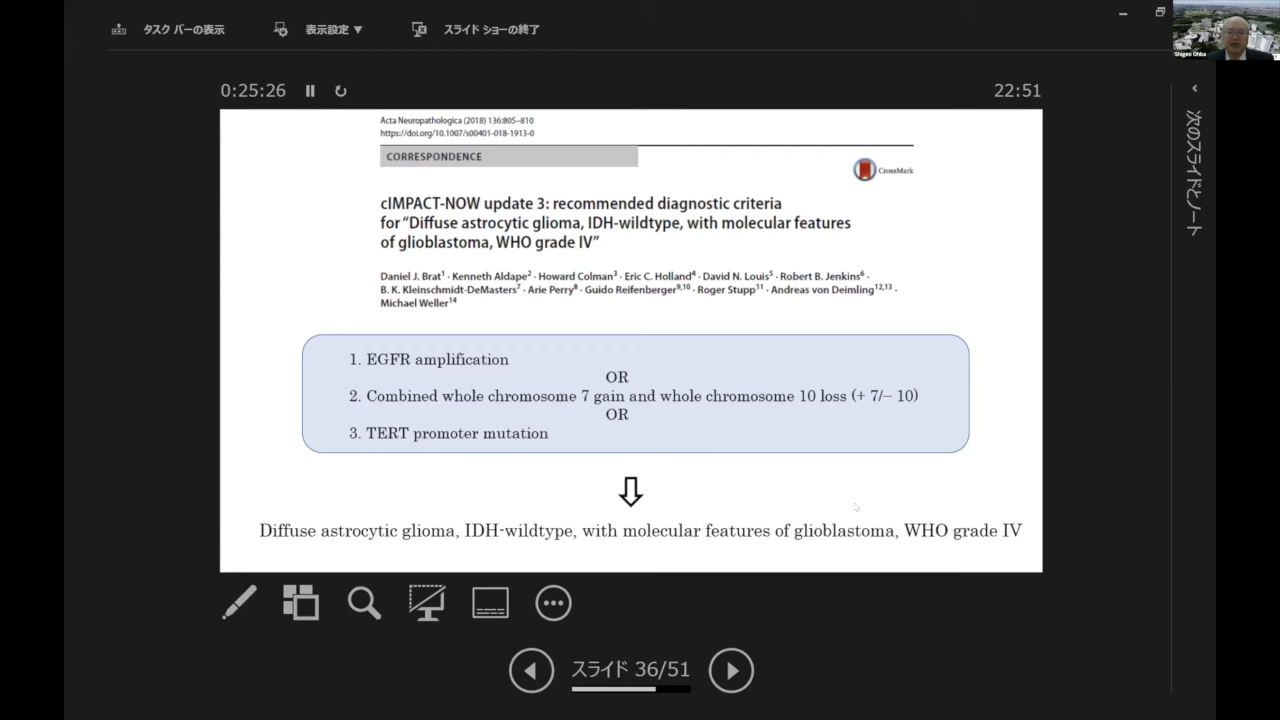 タスク バーの表示
表示設定 ▼
スライド ショーの終了
Shigeo Ohba
0:25:26
22:51
次のスライドとノート
Acta Neuropathologica (2018) 136:805–810
https://doi.org/10.1007/s00401-018-1913-0
CORRESPONDENCE
CrossMark
cIMPACT-NOW update 3: recommended diagnostic criteria
for “Diffuse astrocytic glioma, IDH-wildtype, with molecular features
of glioblastoma, WHO grade IV”
Daniel J. Brat1 · Kenneth Aldape2 · Howard Colman3 · Eric C. Holland4 · David N. Louis5 · Robert B. Jenkins6 ·
B. K. Kleinschmidt-DeMasters7 · Arie Perry8 · Guido Reifenberger9,10 · Roger Stupp11 · Andreas von Deimling12,13 ·
Michael Weller14
1. EGFR amplification
OR
2. Combined whole chromosome 7 gain and whole chromosome 10 loss (+ 7/– 10)
OR
3. TERT promoter mutation
Diffuse astrocytic glioma, IDH-wildtype, with molecular features of glioblastoma, WHO grade IV
スライド 36/51